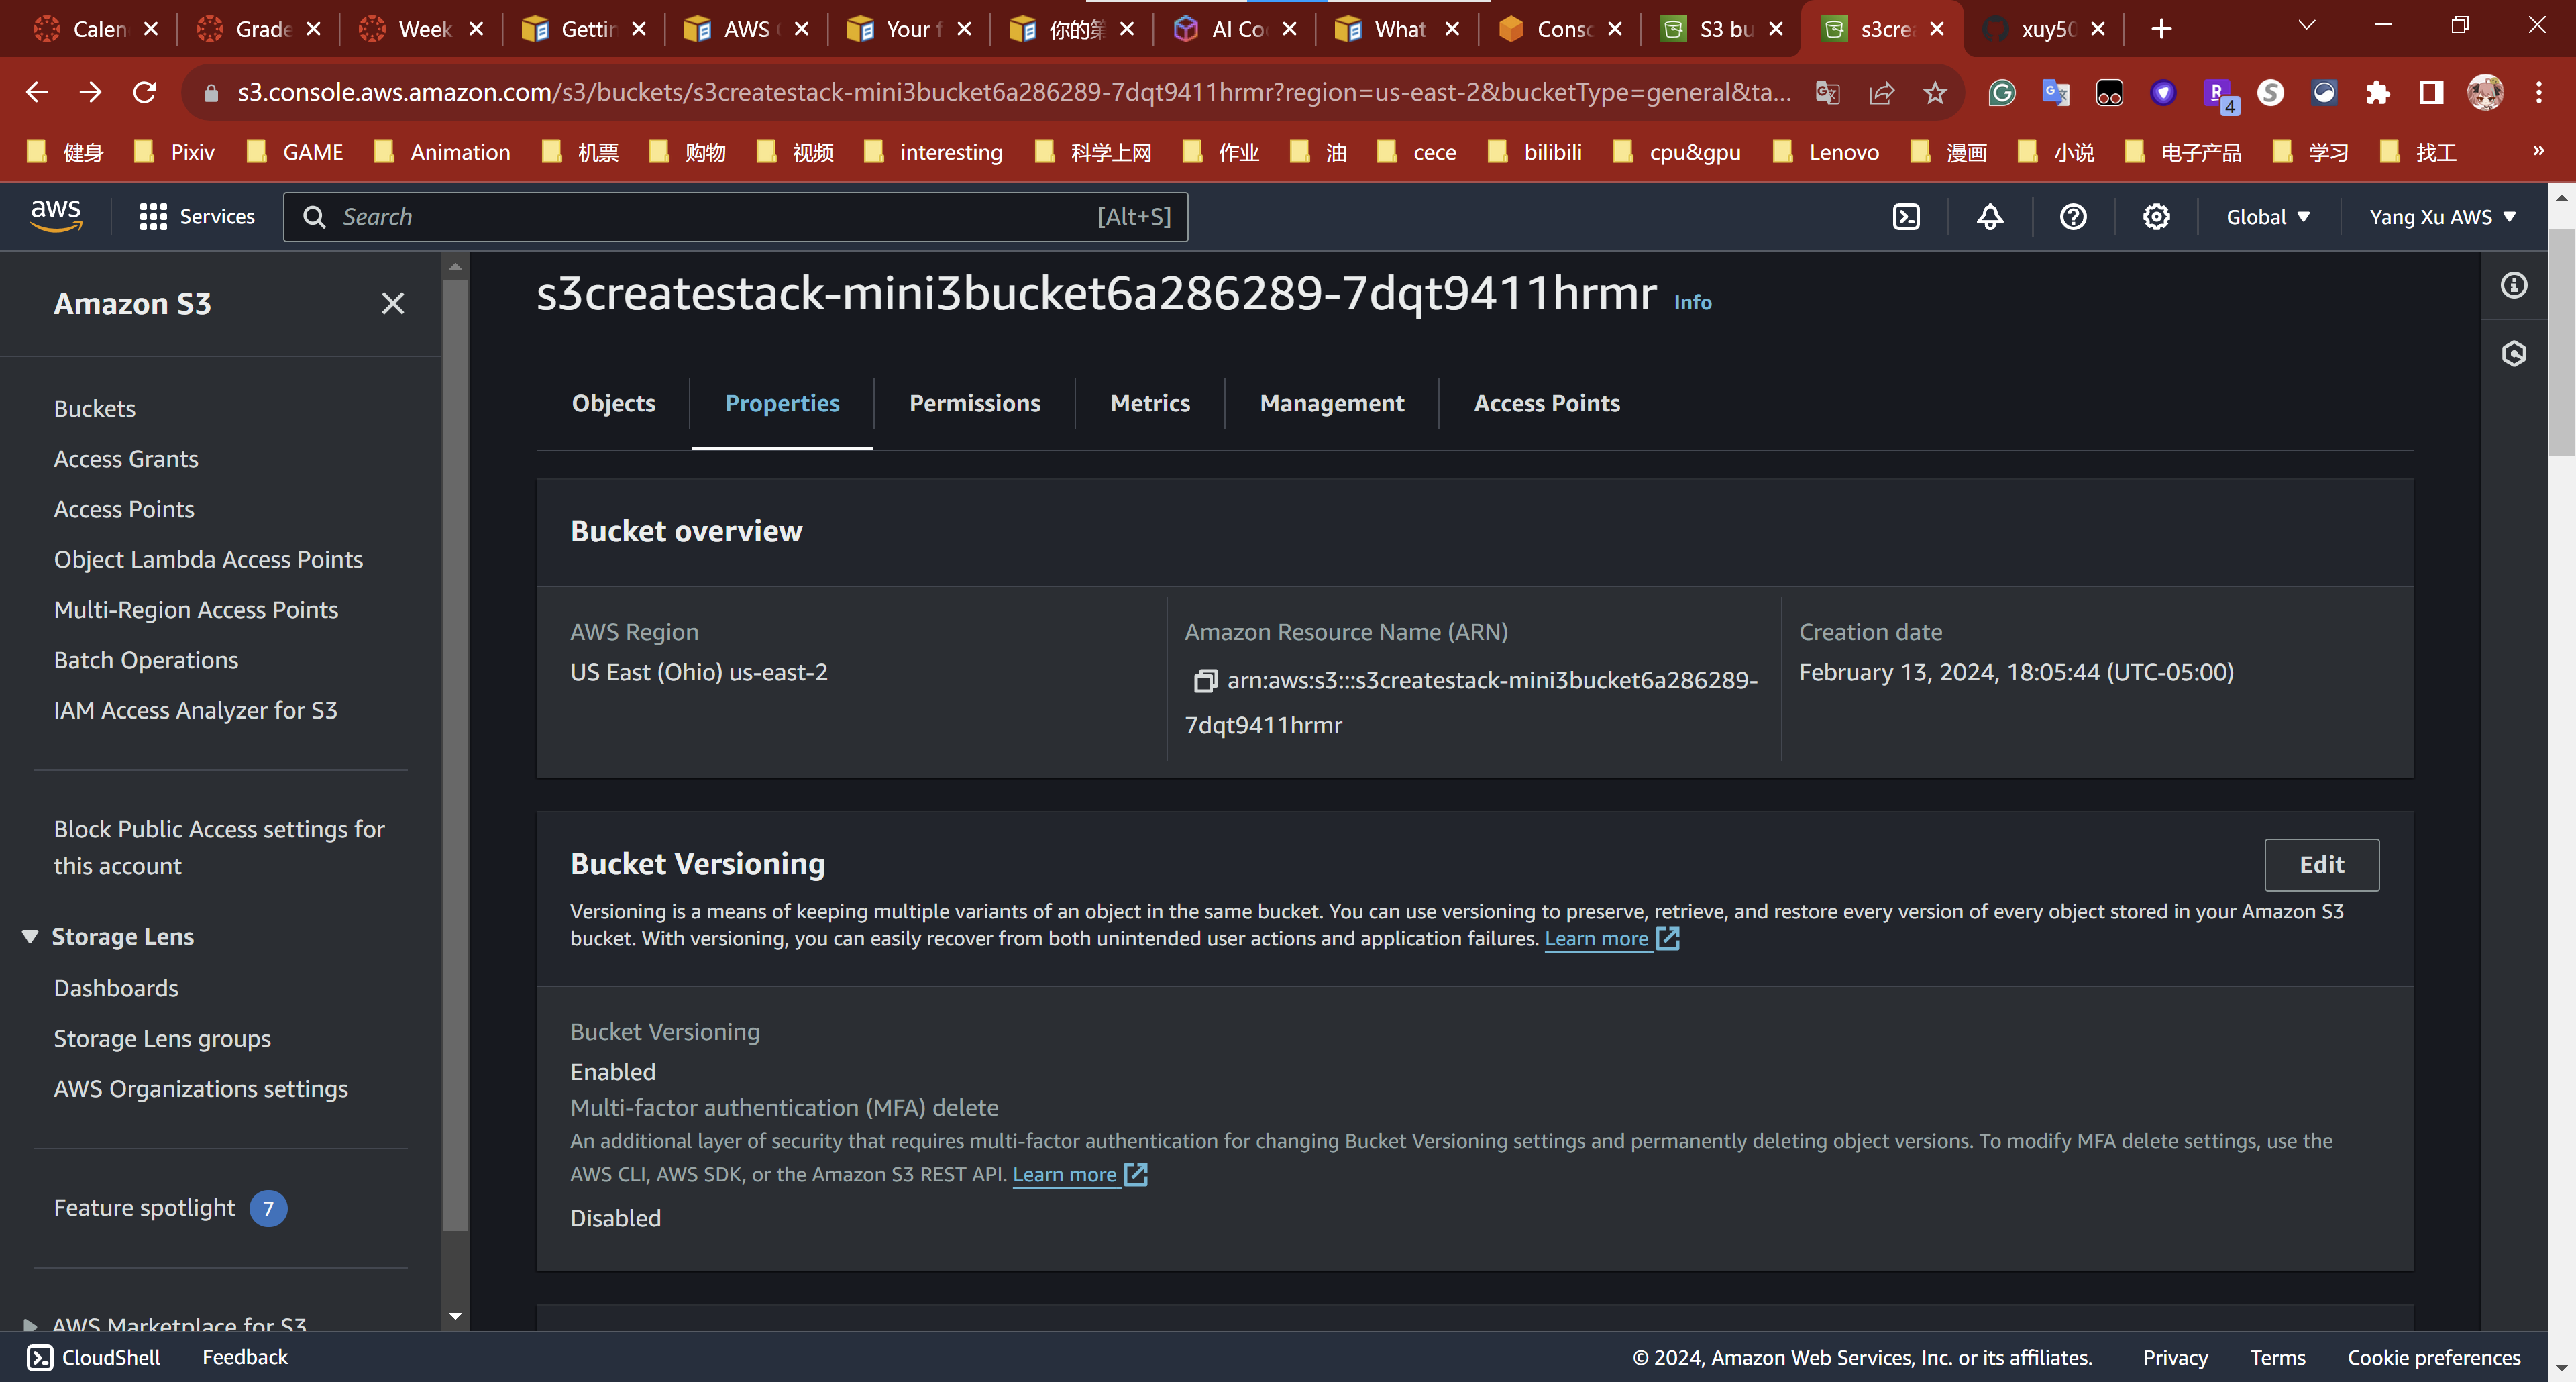 Calen
Grade
Week
Gettin
AWS
Your f
你的第
AI Co
What
Conso
S3 bu
s3crea
xuy50
s3.console.aws.amazon.com/s3/buckets/s3createstack-mini3bucket6a286289-7dqt9411hrmr?region=us-east-2&bucketType=general&ta...
4
健身
Pixiv
GAME
Animation
机票
购物
视频
interesting
科学上网
作业
油
cece
bilibili
cpu&gpu
Lenovo
漫画
小说
电子产品
学习
找工
»
aws
Services
Search
[Alt+S]
Global
Yang Xu AWS
Amazon S3
Buckets
Access Grants
Access Points
Object Lambda Access Points
Multi-Region Access Points
Batch Operations
IAM Access Analyzer for S3
Block Public Access settings for
this account
Storage Lens
Dashboards
Storage Lens groups
AWS Organizations settings
Feature spotlight 7
AWS Marketplace for S3
s3createstack-mini3bucket6a286289-7dqt9411hrmr Info
Objects
Properties
Permissions
Metrics
Management
Access Points
Bucket overview
AWS Region
US East (Ohio) us-east-2
Amazon Resource Name (ARN)
arn:aws:s3:::s3createstack-mini3bucket6a286289-
7dqt9411hrmr
Creation date
February 13, 2024, 18:05:44 (UTC-05:00)
Bucket Versioning
Edit
Versioning is a means of keeping multiple variants of an object in the same bucket. You can use versioning to preserve, retrieve, and restore every version of every object stored in your Amazon S3
bucket. With versioning, you can easily recover from both unintended user actions and application failures. Learn more
Bucket Versioning
Enabled
Multi-factor authentication (MFA) delete
An additional layer of security that requires multi-factor authentication for changing Bucket Versioning settings and permanently deleting object versions. To modify MFA delete settings, use the
AWS CLI, AWS SDK, or the Amazon S3 REST API. Learn more
Disabled
CloudShell
Feedback
© 2024, Amazon Web Services, Inc. or its affiliates.
Privacy
Terms
Cookie preferences